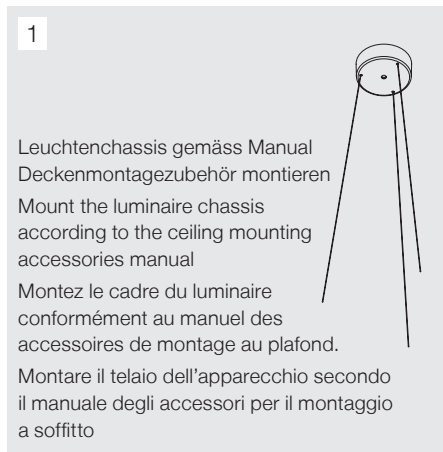 1
Leuchtenchassis gemäss Manual
Deckenmontagezubehör montieren
Mount the luminaire chassis
according to the ceiling mounting
accessories manual
Montez le cadre du luminaire
conformément au manuel des
accessoires de montage au plafond.
Montare il telaio dell’apparecchio secondo
il manuale degli accessori per il montaggio
a soffitto